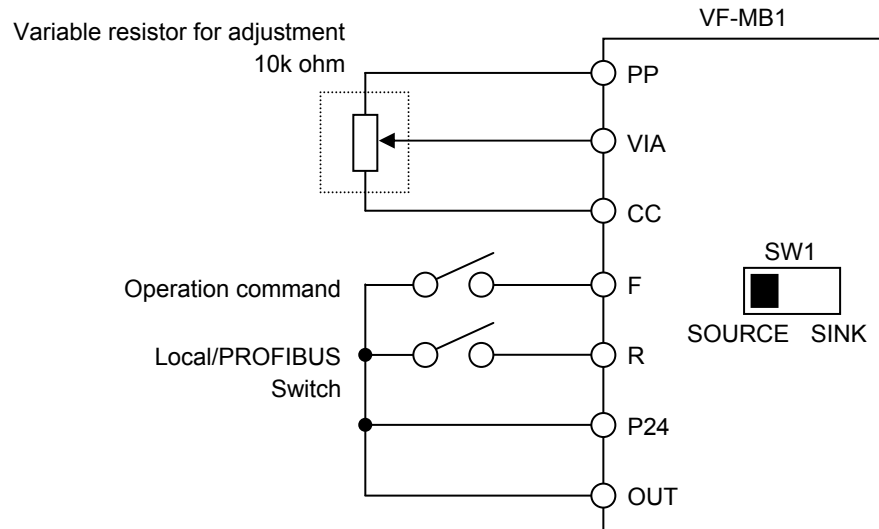 VF-MB1
Variable resistor for adjustment
10k ohm
PP
VIA
CC
SW1
SOURCE SINK
Operation command
F
Local/PROFIBUS
Switch
R
P24
OUT